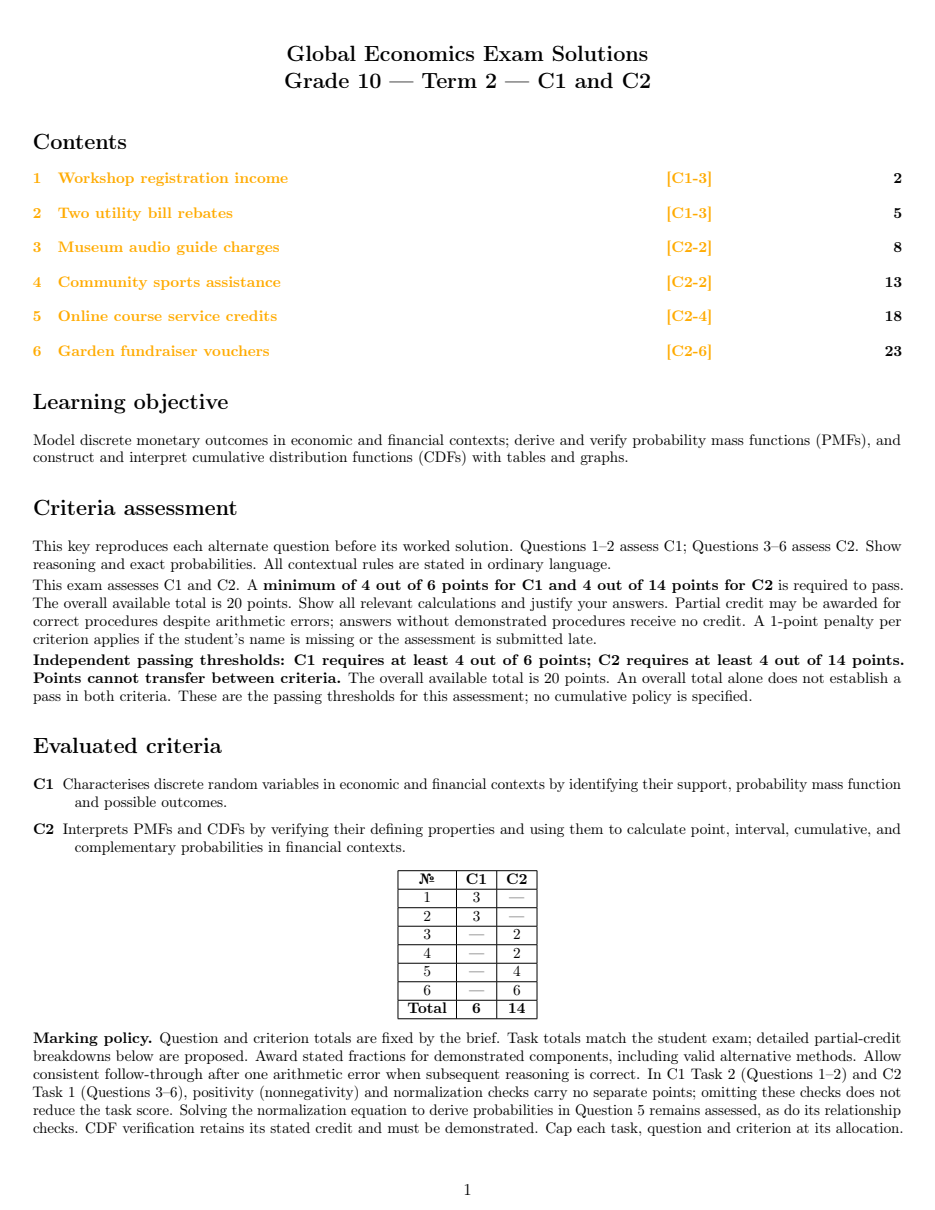 Global Economics Exam Solutions
Grade 10 — Term 2 — C1 and C2
Contents
1 Workshop registration income [C1-3] 2
2 Two utility bill rebates [C1-3] 5
3 Museum audio guide charges [C2-2] 8
4 Community sports assistance [C2-2] 13
5 Online course service credits [C2-4] 18
6 Garden fundraiser vouchers [C2-6] 23
Learning objective
Model discrete monetary outcomes in economic and financial contexts; derive and verify probability mass functions (PMFs), and
construct and interpret cumulative distribution functions (CDFs) with tables and graphs.
Criteria assessment
This key reproduces each alternate question before its worked solution. Questions 1–2 assess C1; Questions 3–6 assess C2. Show
reasoning and exact probabilities. All contextual rules are stated in ordinary language.
This exam assesses C1 and C2. A minimum of 4 out of 6 points for C1 and 4 out of 14 points for C2 is required to pass.
The overall available total is 20 points. Show all relevant calculations and justify your answers. Partial credit may be awarded for
correct procedures despite arithmetic errors; answers without demonstrated procedures receive no credit. A 1-point penalty per
criterion applies if the student's name is missing or the assessment is submitted late.
Independent passing thresholds: C1 requires at least 4 out of 6 points; C2 requires at least 4 out of 14 points.
Points cannot transfer between criteria. The overall available total is 20 points. An overall total alone does not establish a
pass in both criteria. These are the passing thresholds for this assessment; no cumulative policy is specified.
Evaluated criteria
C1 Characterises discrete random variables in economic and financial contexts by identifying their support, probability mass function
and possible outcomes.
C2 Interprets PMFs and CDFs by verifying their defining properties and using them to calculate point, interval, cumulative, and
complementary probabilities in financial contexts.
№ C1 C2
1 3 —
2 3 —
3 — 2
4 — 2
5 — 4
6 — 6
Total 6 14
Marking policy. Question and criterion totals are fixed by the brief. Task totals match the student exam; detailed partial-credit
breakdowns below are proposed. Award stated fractions for demonstrated components, including valid alternative methods. Allow
consistent follow-through after one arithmetic error when subsequent reasoning is correct. In C1 Task 2 (Questions 1–2) and C2
Task 1 (Questions 3–6), positivity (nonnegativity) and normalization checks carry no separate points; omitting these checks does not
reduce the task score. Solving the normalization equation to derive probabilities in Question 5 remains assessed, as do its relationship
checks. CDF verification retains its stated credit and must be demonstrated. Cap each task, question and criterion at its allocation.
1